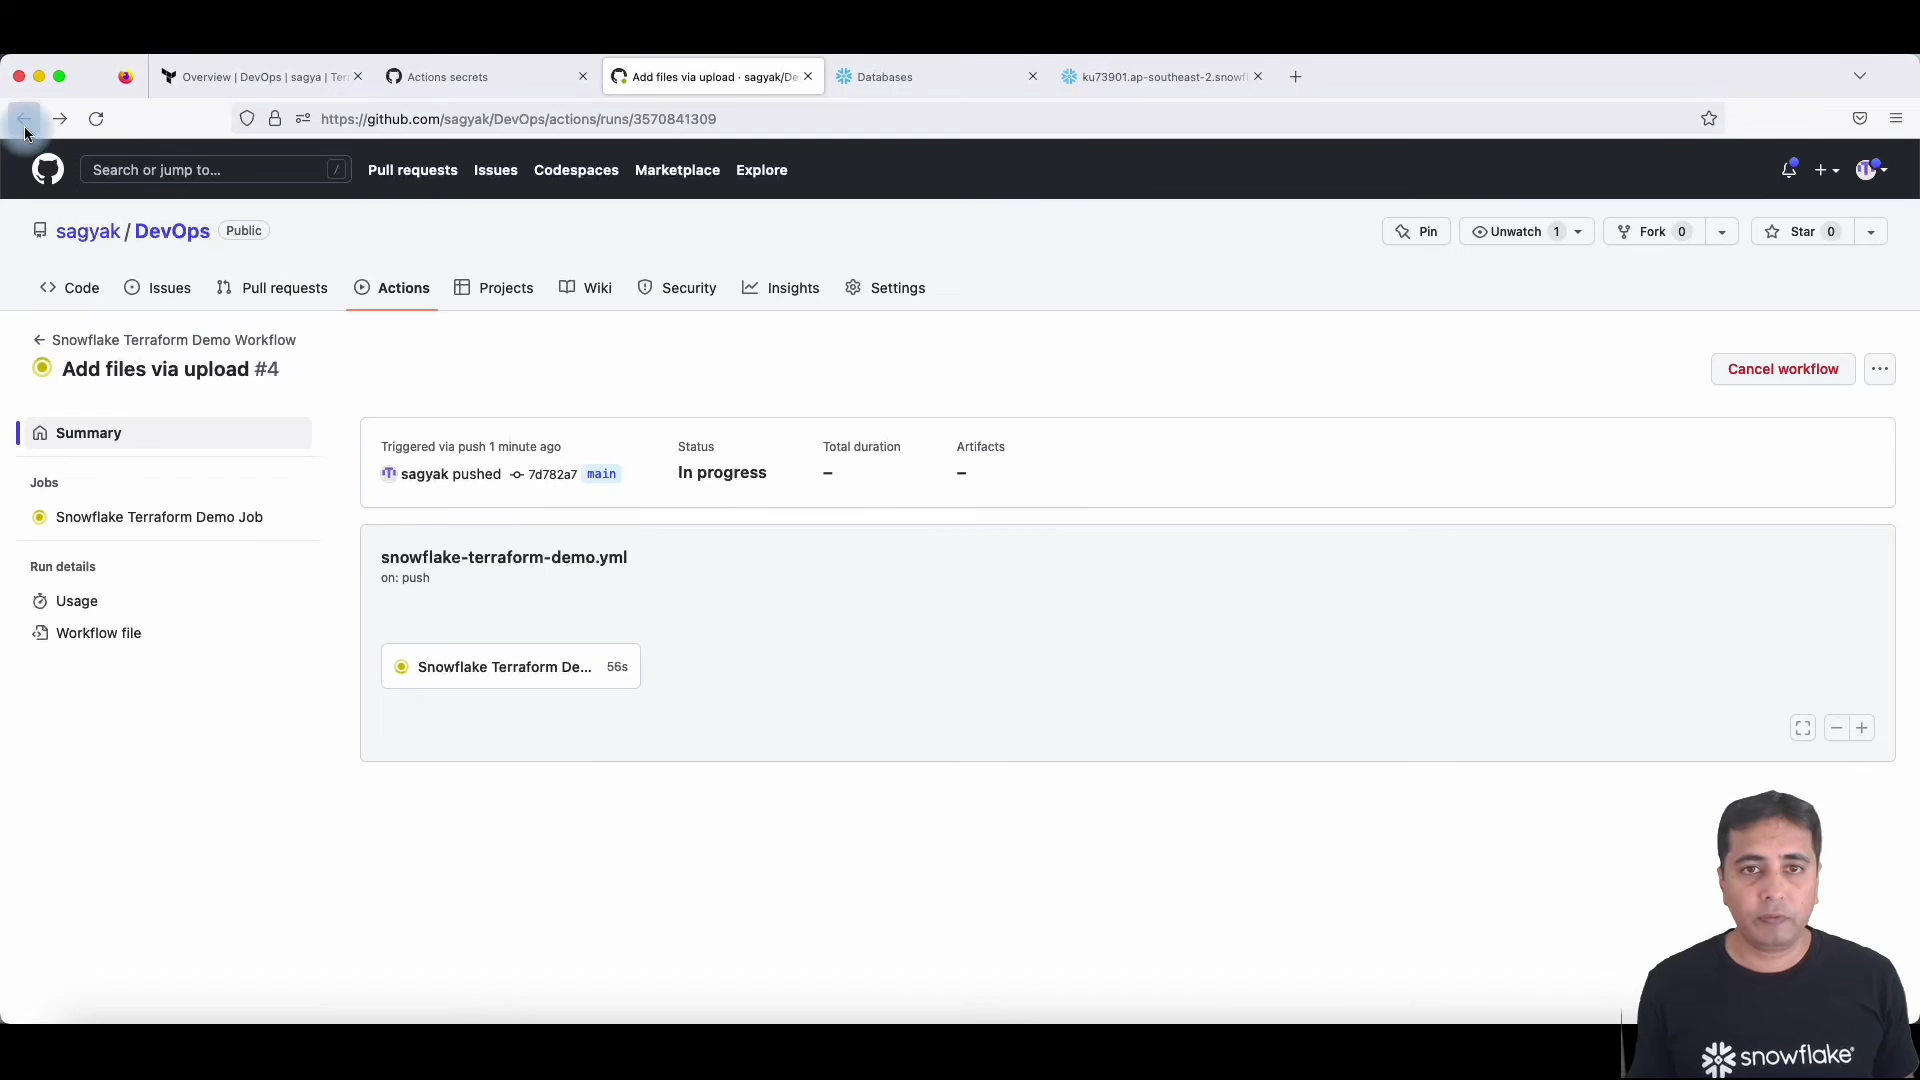 Overview | DevOps | sagya | Terr
Actions secrets
Add files via upload · sagyak/De
Databases
ku73901.ap-southeast-2.snowfl
https://github.com/sagyak/DevOps/actions/runs/3570841309
Search or jump to...
/
Pull requests
Issues
Codespaces
Marketplace
Explore
sagyak / DevOps
Public
Pin
Unwatch 1
Fork 0
Star 0
Code
Issues
Pull requests
Actions
Projects
Wiki
Security
Insights
Settings
Snowflake Terraform Demo Workflow
Add files via upload #4
Cancel workflow
Summary
Jobs
Snowflake Terraform Demo Job
Run details
Usage
Workflow file
Triggered via push 1 minute ago
sagyak pushed 7d782a7 main
Status
In progress
Total duration
–
Artifacts
–
snowflake-terraform-demo.yml
on: push
Snowflake Terraform De... 56s
snowflake